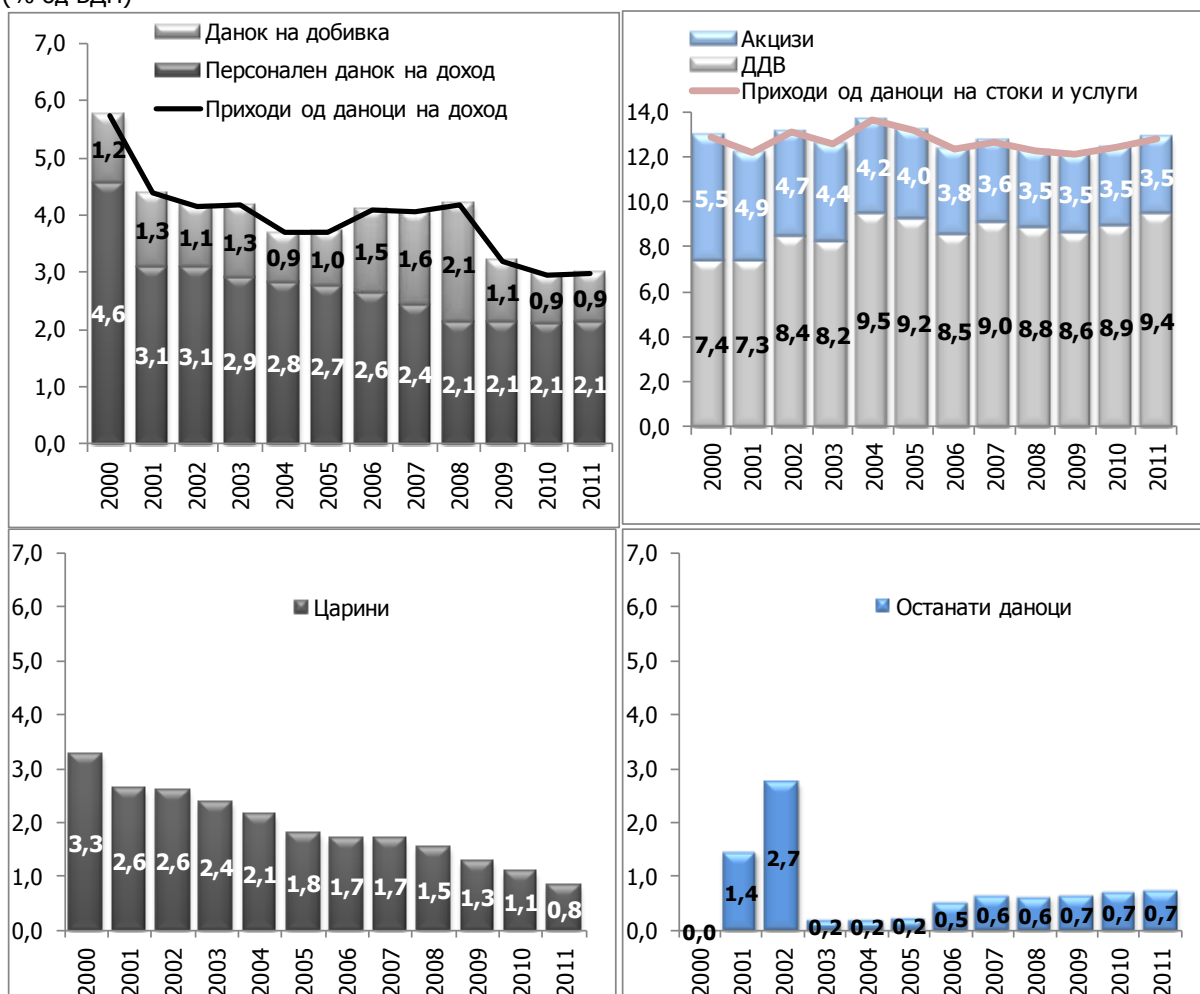 (% од БДП)
Данок на добивка
Персонален данок на доход
Приходи од даноци на доход
7,0
6,0
5,0
4,0
3,0
2,0
1,0
0,0
1,2 1,3 1,1 1,3 0,9 1,0 1,5 1,6 2,1 1,1 0,9 0,9
4,6 3,1 3,1 2,9 2,8 2,7 2,6 2,4 2,1 2,1 2,1 2,1
2000 2001 2002 2003 2004 2005 2006 2007 2008 2009 2010 2011
Акцизи
ДДВ
Приходи од даноци на стоки и услуги
14,0
12,0
10,0
8,0
6,0
4,0
2,0
0,0
5,5 4,9 4,7 4,4 4,2 4,0 3,8 3,6 3,5 3,5 3,5 3,5
7,4 7,3 8,4 8,2 9,5 9,2 8,5 9,0 8,8 8,6 8,9 9,4
2000 2001 2002 2003 2004 2005 2006 2007 2008 2009 2010 2011
Царини
7,0
6,0
5,0
4,0
3,0
2,0
1,0
0,0
3,3 2,6 2,6 2,4 2,1 1,8 1,7 1,7 1,5 1,3 1,1 0,8
2000 2001 2002 2003 2004 2005 2006 2007 2008 2009 2010 2011
Останати даноци
7,0
6,0
5,0
4,0
3,0
2,0
1,0
0,0
0,0 1,4 2,7 0,2 0,2 0,2 0,5 0,6 0,6 0,7 0,7 0,7
2000 2001 2002 2003 2004 2005 2006 2007 2008 2009 2010 2011